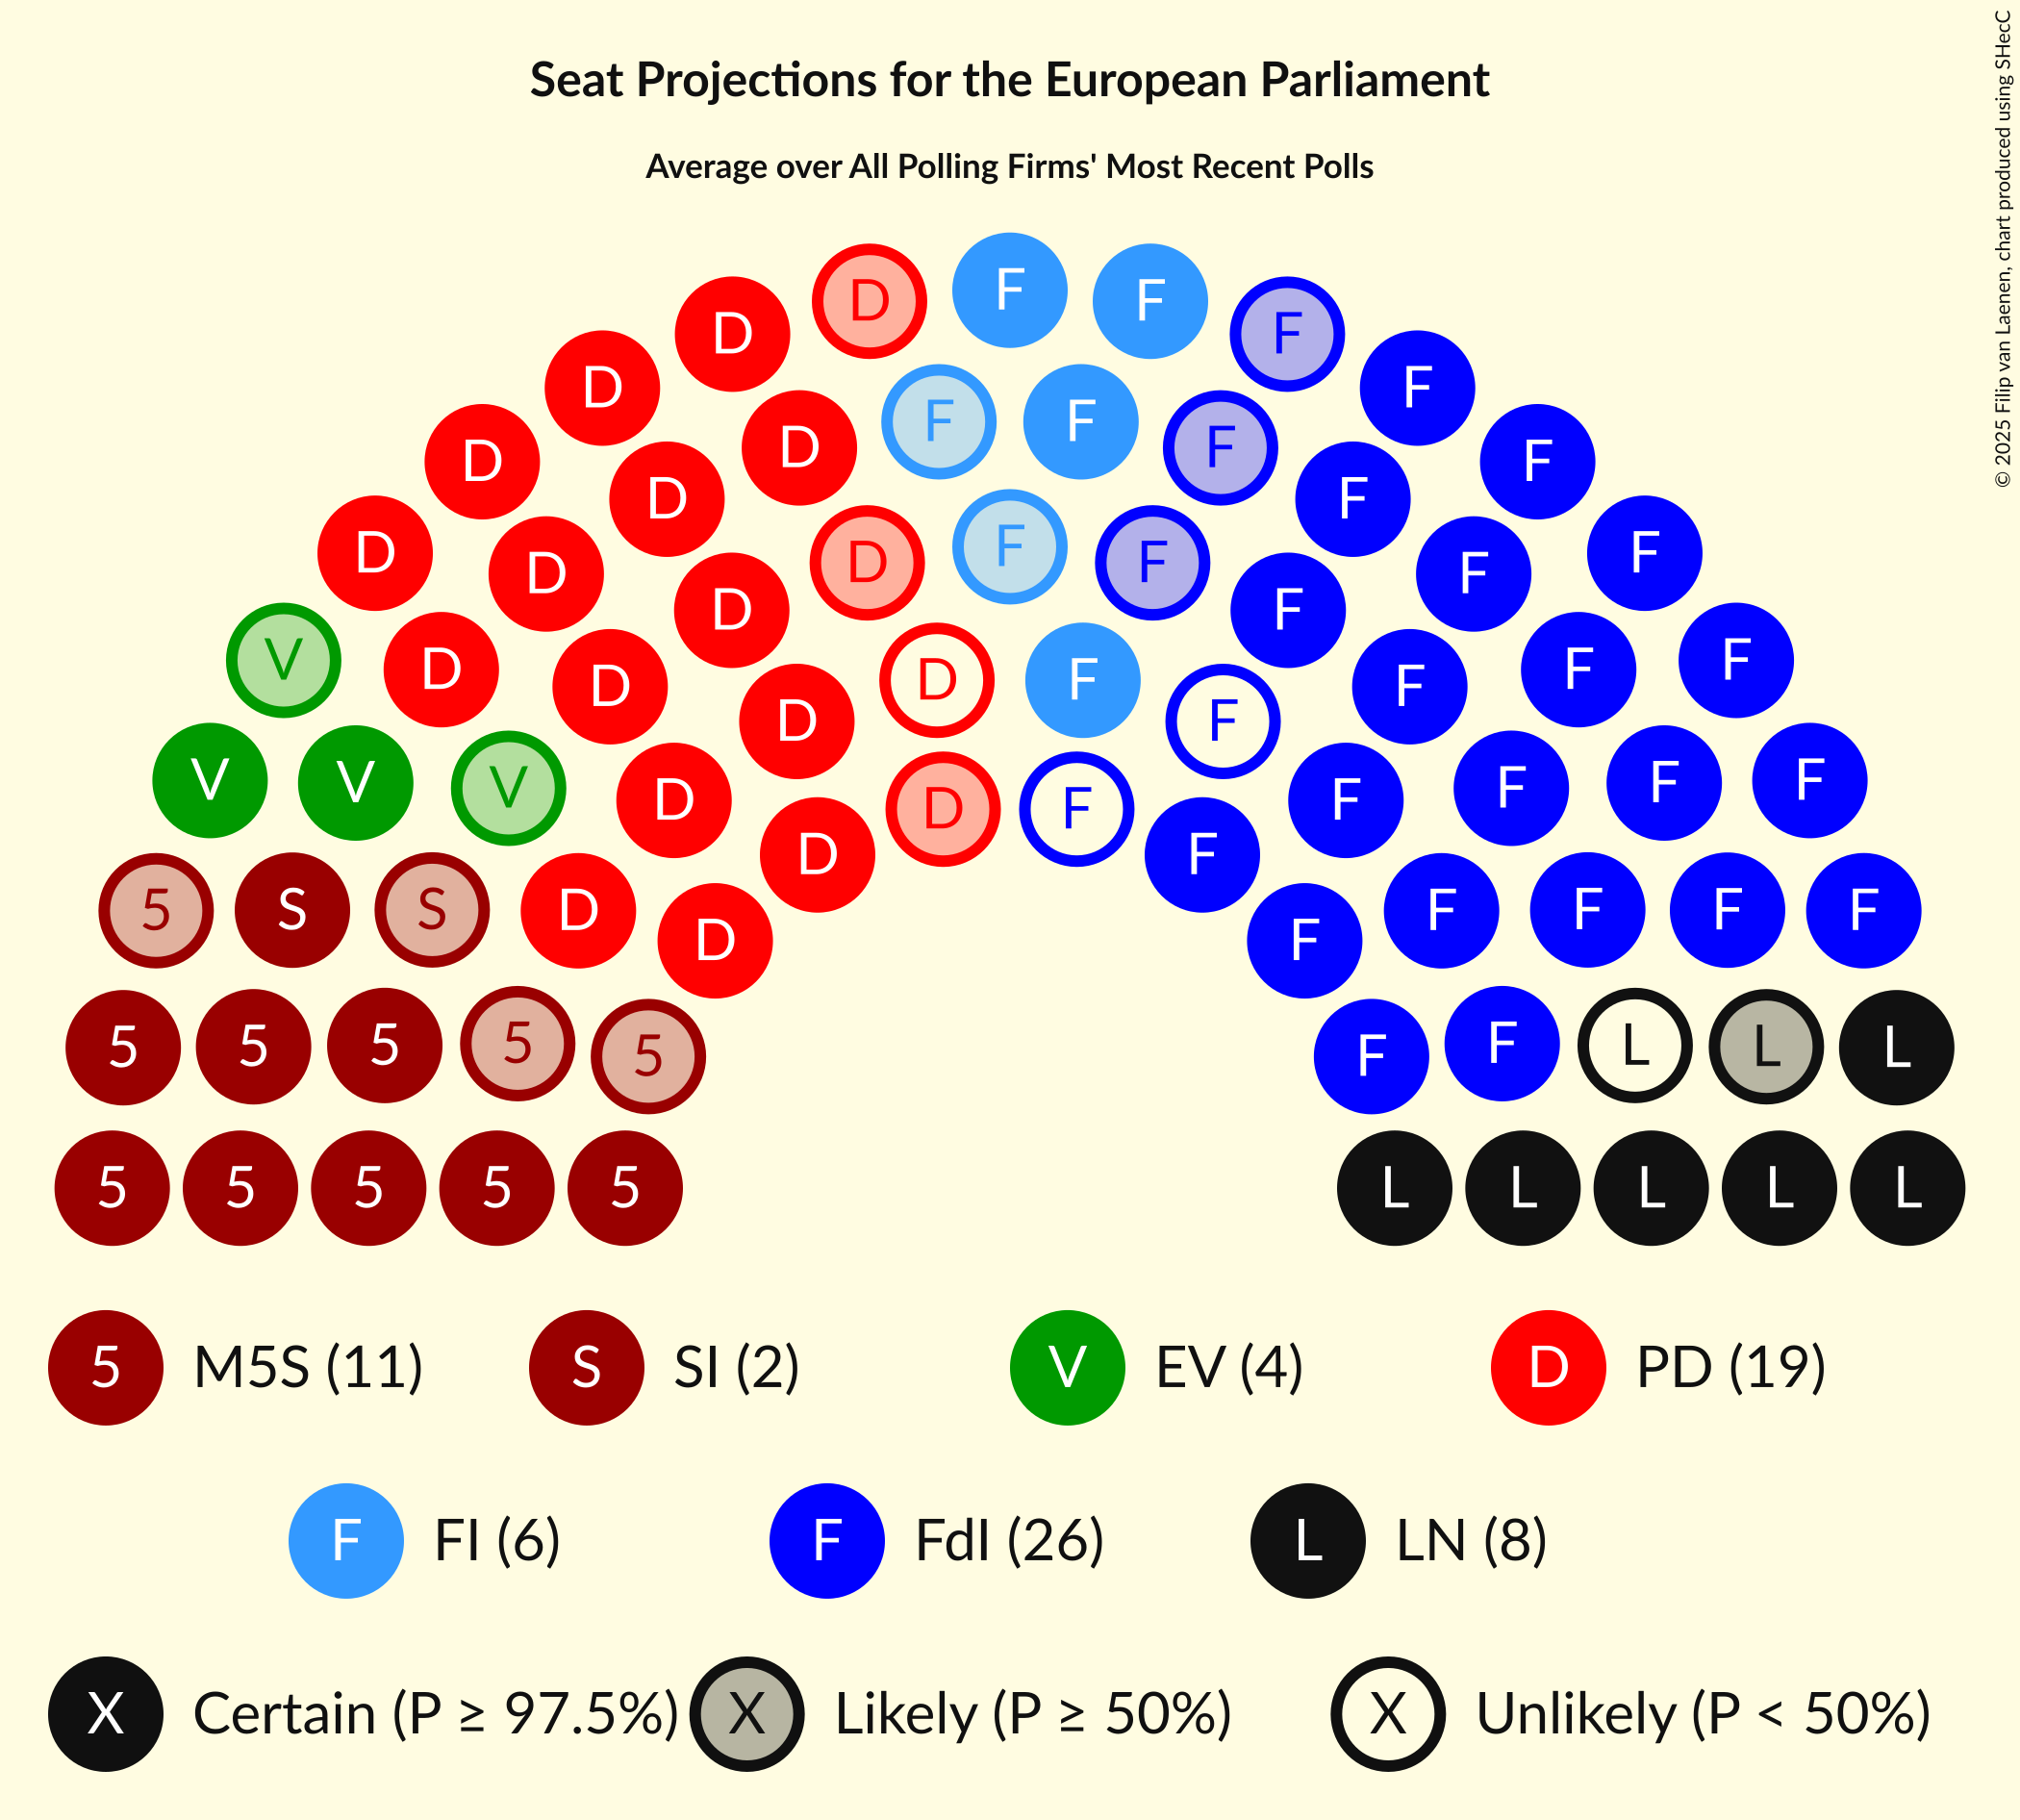 Seat Projections for the European Parliament
Average over All Polling Firms' Most Recent Polls
© 2025 Filip van Laenen, chart produced using SHecC
F F
D F
D F
D F F F
D D F
D F F
D D F F
D F F
D D F F
D F F
V D F F
D D F F
D F
V V V F F F
D D F F
D F
5 S S D F F F F
D F
5 5 5 5 5 F F L L L
5 5 5 5 5 L L L L L
5 M5S (11) S SI (2) V EV (4) D PD (19)
F FI (6) F FdI (26) L LN (8)
X Certain (P ≥ 97.5%) X Likely (P ≥ 50%) X Unlikely (P < 50%)